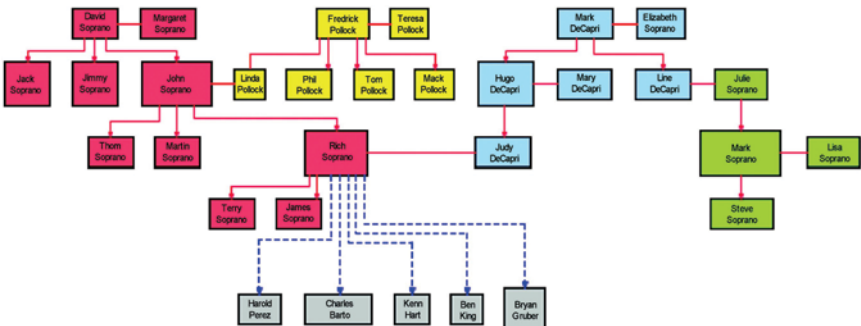 David
Soprano
Margaret
Soprano
Fredrick
Pollock
Teresa
Pollock
Mark
DeCapri
Elizabeth
Soprano
Jack
Soprano
Jimmy
Soprano
John
Soprano
Linda
Pollock
Phil
Pollock
Tom
Pollock
Mack
Pollock
Hugo
DeCapri
Mary
DeCapri
Line
DeCapri
Julie
Soprano
Thom
Soprano
Martin
Soprano
Rich
Soprano
Judy
DeCapri
Mark
Soprano
Lisa
Soprano
Terry
Soprano
James
Soprano
Steve
Soprano
Harold
Perez
Charles
Barto
Kenn
Hart
Ben
King
Bryan
Gruber